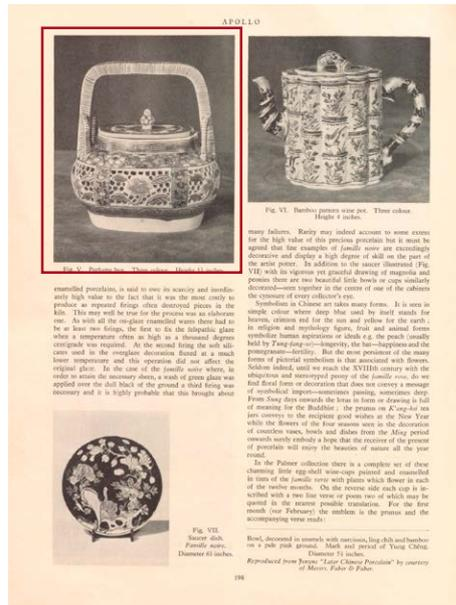 APOLLO
Fig. V. Perfume box. Three colour. Height 11 inches.
Fig. VI. Bamboo pattern wine pot. Three colour.
Height 4 inches.
enamelled porcelains, is said to owe its scarcity and inordin-
ately high value to the fact that it was the most costly to
produce as repeated firings often destroyed pieces in the
kiln. This may well be true for the process was an elaborate
one. As with all the on-glaze enamelled wares there had to
be at least two firings, the first to fix the felspathic glaze
when a temperature often as high as a thousand degrees
centigrade was required. At the second firing the soft sili-
cates used in the overglaze decoration fluxed at a much
lower temperature and this operation did not affect the
original glaze. In the case of the famille noire where, in
order to attain the necessary sheen, a wash of green glaze was
applied over the dull black of the ground a third firing was
necessary and it is highly probable that this brought about
Fig. VII.
Saucer dish.
Famille noire.
Diameter 6½ inches.
many failures. Rarity may indeed account to some extent
for the high value of this precious porcelain but it must be
agreed that fine examples of famille noire are exceedingly
decorative and display a high degree of skill on the part of
the artist potter. In addition to the saucer illustrated (Fig.
VII) with its vigorous yet graceful drawing of magnolia and
peonies there are two beautiful little bowls or cups similarly
decorated—seen together in the centre of one of the cabinets
the cynosure of every collector's eye.
Symbolism in Chinese art takes many forms. It is seen in
simple colour where deep blue used by itself stands for
heaven, crimson red for the sun and yellow for the earth;
in religion and mythology figure, fruit and animal forms
symbolise human aspirations or ideals e.g. the peach (usually
held by Tung-fang-so)—longevity, the bat—happiness and the
pomegranate—fertility. But the most persistent of the many
forms of pictorial symbolism is that associated with flowers.
Seldom indeed, until we reach the XVIIIth century with the
ubiquitous and stereotyped peony of the famille rose, do we
find floral form or decoration that does not convey a message
of symbolical import—sometimes passing, sometimes deep.
From Sung days onwards the lotus in form or drawing is full
of meaning for the Buddhist; the prunus on K'ang-hsi tea
jars conveys to the recipient good wishes at the New Year
while the flowers of the four seasons seen in the decoration
of countless vases, bowls and dishes from the Ming period
onwards surely embody a hope that the receiver of the present
of porcelain will enjoy the beauties of nature all the year
round.
In the Palmer collection there is a complete set of these
charming little egg-shell wine-cups painted and enamelled
in tints of the famille verte with plants which flower in each
of the twelve months. On the reverse side each cup is in-
scribed with a two line verse or poem two of which may be
quoted in the nearest possible translation. For the first
month (our February) the emblem is the prunus and the
accompanying verse reads:
Bowl, decorated in enamels with narcissus, ling chih and bamboo
on a pale pink ground. Mark and period of Yung Chêng.
Diameter 5½ inches.
Reproduced from Jenyns "Later Chinese Porcelain" by courtesy
of Messrs. Faber & Faber.
198